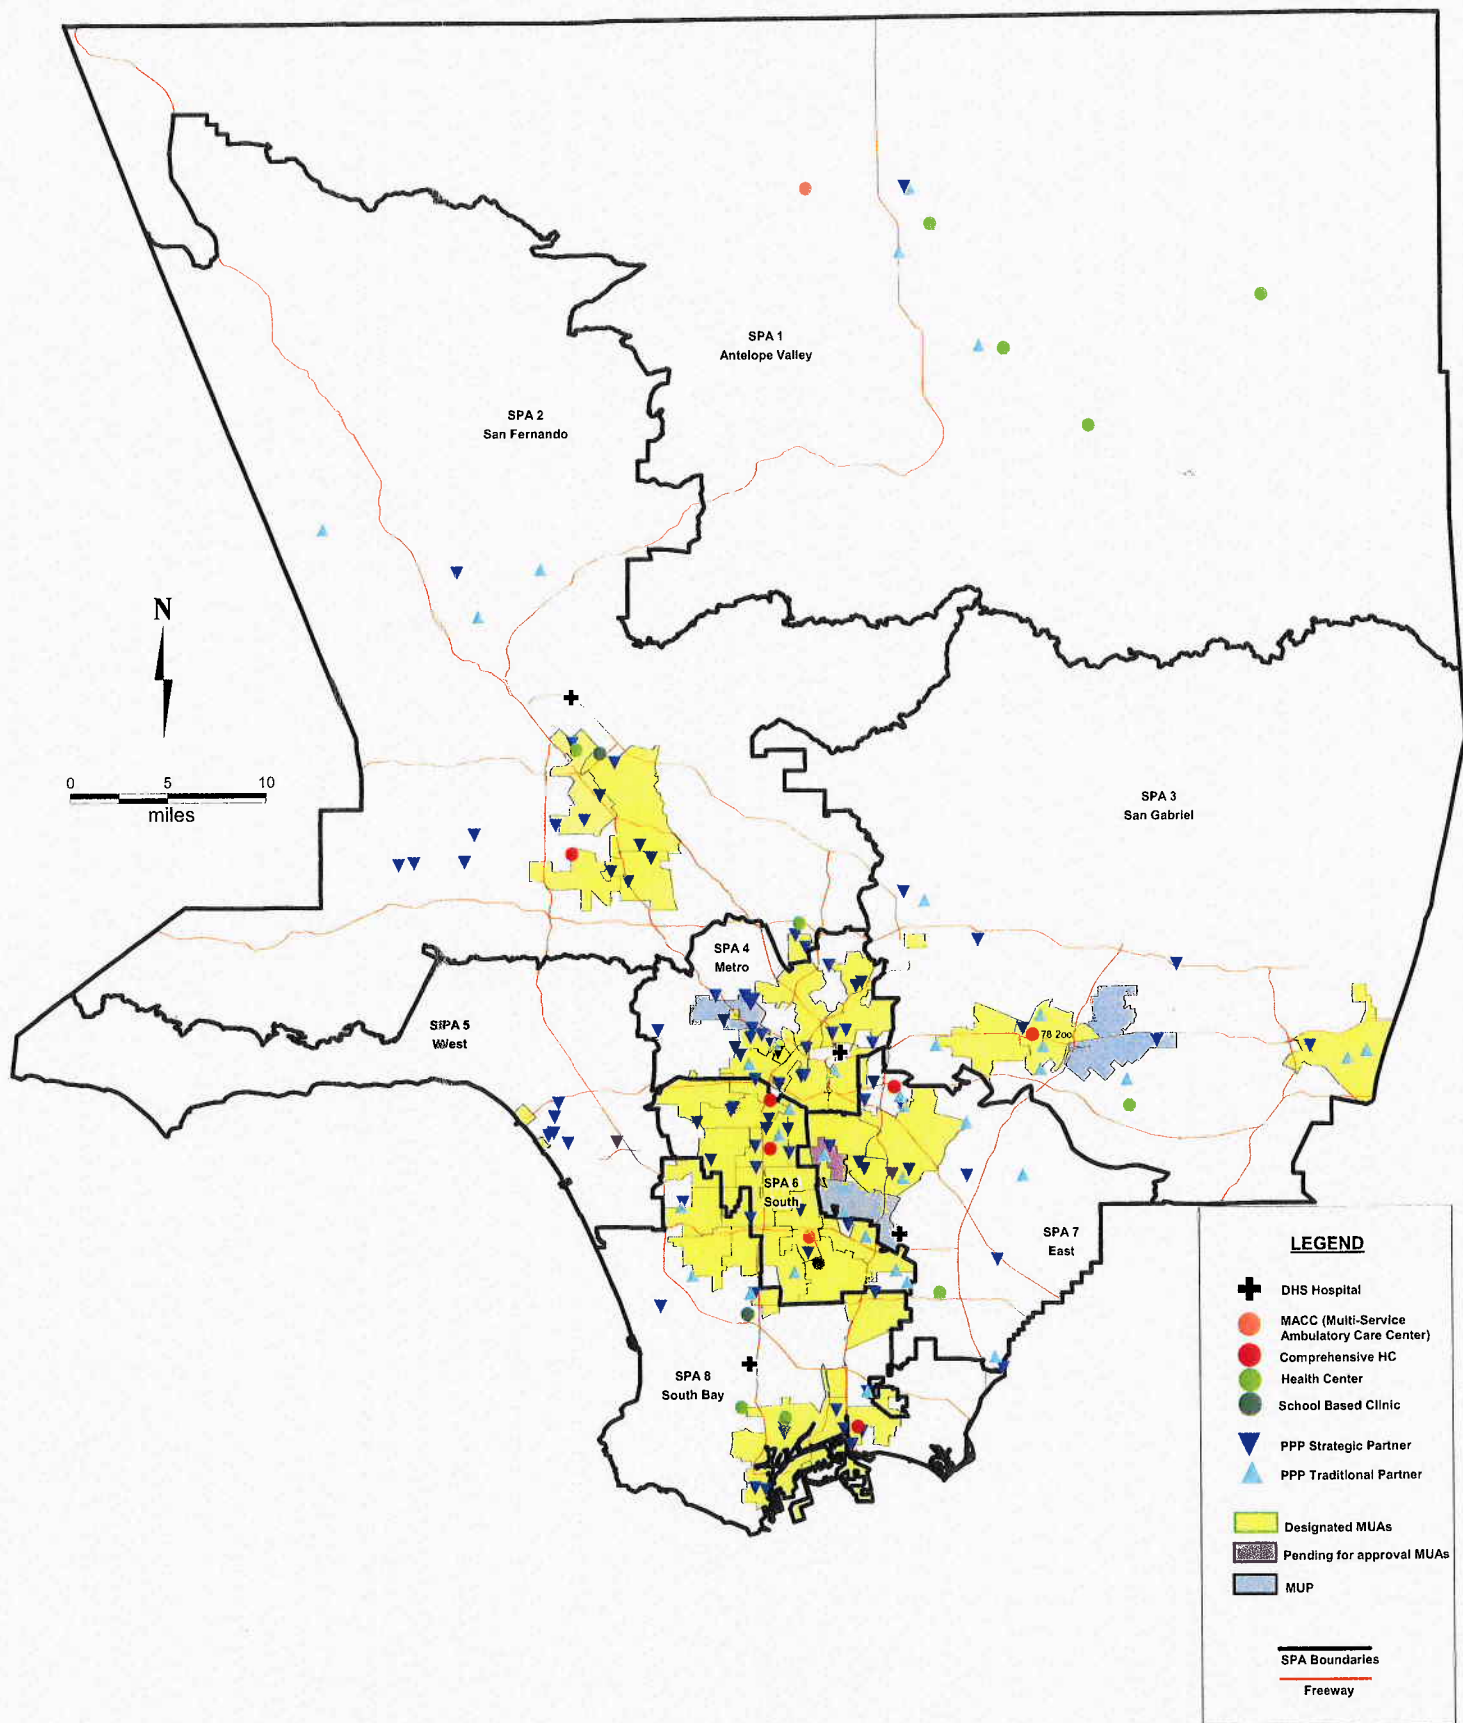 SPA 1
Antelope Valley
SPA 2
San Fernando
N
0 5 10
miles
SPA 3
San Gabriel
SPA 4
Metro
SPA 5
West
78 2oo
SPA 6
South
SPA 7
East
SPA 8
South Bay
LEGEND
DHS Hospital
MACC (Multi-Service
Ambulatory Care Center)
Comprehensive HC
Health Center
School Based Clinic
PPP Strategic Partner
PPP Traditional Partner
Designated MUAs
Pending for approval MUAs
MUP
SPA Boundaries
Freeway